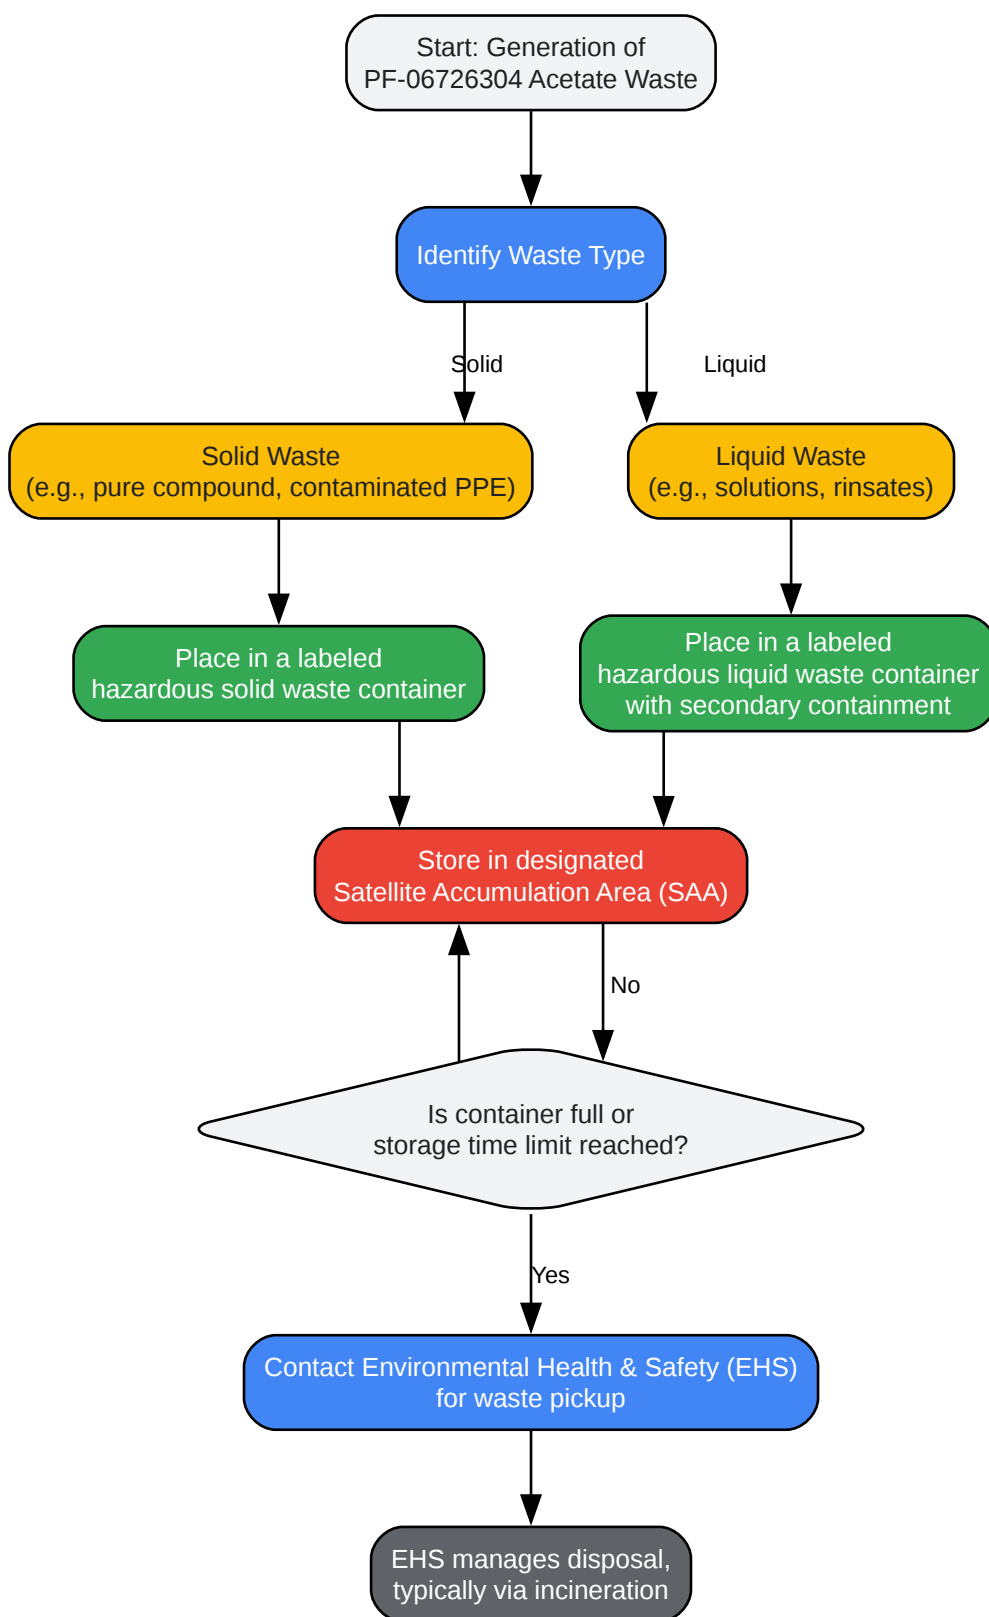 Start: Generation of
PF-06726304 Acetate Waste
Identify Waste Type
Solid
Liquid
Solid Waste
(e.g., pure compound, contaminated PPE)
Liquid Waste
(e.g., solutions, rinsates)
Place in a labeled
hazardous solid waste container
Place in a labeled
hazardous liquid waste container
with secondary containment
Store in designated
Satellite Accumulation Area (SAA)
No
Is container full or
storage time limit reached?
Yes
Contact Environmental Health & Safety (EHS)
for waste pickup
EHS manages disposal,
typically via incineration